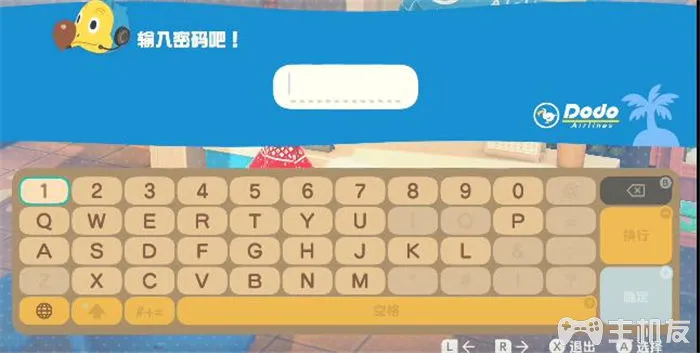 输入密码吧！
Dodo
Airlines
1 2 3 4 5 6 7 8 9 0 @
Q W E R T Y U I O P =
A S D F G H J K L & ;
Z X C V B N M * # ! ?
#+=
空格
换行
确定
B
L ← R → X 退出 A 选择
主机友